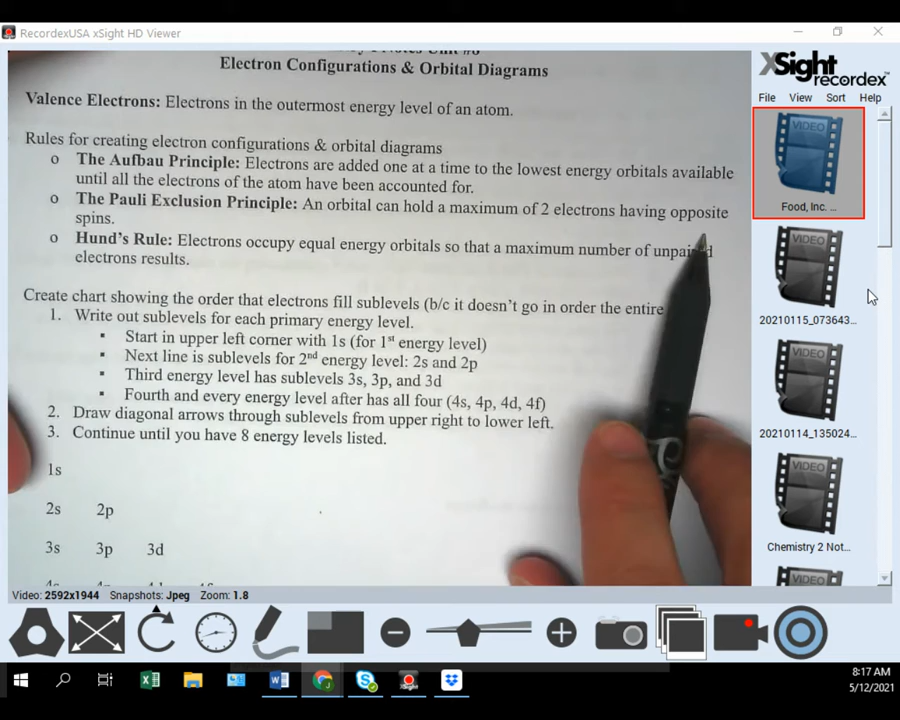 RecordexUSA xSight HD Viewer
Electron Configurations & Orbital Diagrams
Valence Electrons: Electrons in the outermost energy level of an atom.
Rules for creating electron configurations & orbital diagrams
o The Aufbau Principle: Electrons are added one at a time to the lowest energy orbitals available
until all the electrons of the atom have been accounted for.
o The Pauli Exclusion Principle: An orbital can hold a maximum of 2 electrons having opposite
spins.
o Hund's Rule: Electrons occupy equal energy orbitals so that a maximum number of unpaired
electrons results.
Create chart showing the order that electrons fill sublevels (b/c it doesn't go in order the entire
1. Write out sublevels for each primary energy level.
▪ Start in upper left corner with 1s (for 1st energy level)
▪ Next line is sublevels for 2nd energy level: 2s and 2p
▪ Third energy level has sublevels 3s, 3p, and 3d
▪ Fourth and every energy level after has all four (4s, 4p, 4d, 4f)
2. Draw diagonal arrows through sublevels from upper right to lower left.
3. Continue until you have 8 energy levels listed.
1s
2s 2p
3s 3p 3d
XSight
recordex
File View Sort Help
VIDEO
Food, Inc. ...
VIDEO
20210115_073643...
VIDEO
20210114_135024...
VIDEO
Chemistry 2 Not...
VIDEO
Video: 2592x1944 Snapshots: Jpeg Zoom: 1.8
8:17 AM
5/12/2021